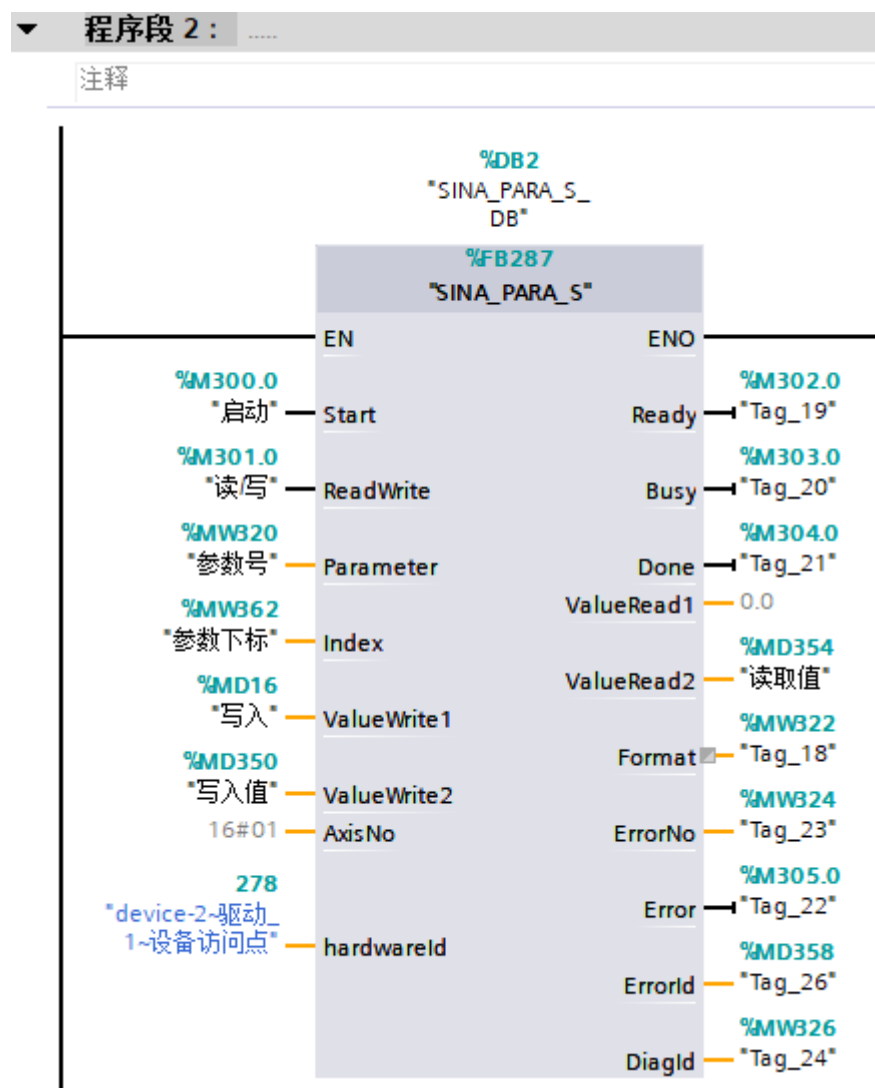 程序段 2： .....
注释
%DB2
"SINA_PARA_S_
DB"
%FB287
"SINA_PARA_S"
EN ENO
%M300.0 %M302.0
"启动" Start Ready "Tag_19"
%M301.0 %M303.0
"读/写" ReadWrite Busy "Tag_20"
%MW320 %M304.0
"参数号" Parameter Done "Tag_21"
ValueRead1 0.0
%MW362
"参数下标" Index
%MD354
ValueRead2 "读取值"
%MD16
"写入" ValueWrite1
%MW322
Format "Tag_18"
%MD350
"写入值" ValueWrite2
%MW324
16#01 AxisNo ErrorNo "Tag_23"
278 %M305.0
"device-2~驱动_ Error "Tag_22"
1~设备访问点" hardwareId
%MD358
ErrorId "Tag_26"
%MW326
DiagId "Tag_24"